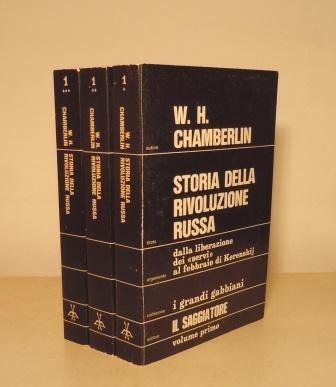 1
***
W. H.
CHAMBERLIN
STORIA DELLA
RIVOLUZIONE RUSSA
1
**
W. H.
CHAMBERLIN
STORIA DELLA
RIVOLUZIONE RUSSA
1
*
W. H.
CHAMBERLIN
STORIA DELLA
RIVOLUZIONE RUSSA
autore
W. H.
CHAMBERLIN
titolo
STORIA DELLA
RIVOLUZIONE
RUSSA
argomento
dalla liberazione
dei «servi»
al febbraio di Kerenskij
collezione
i grandi gabbiani
editore
IL SAGGIATORE
volume primo